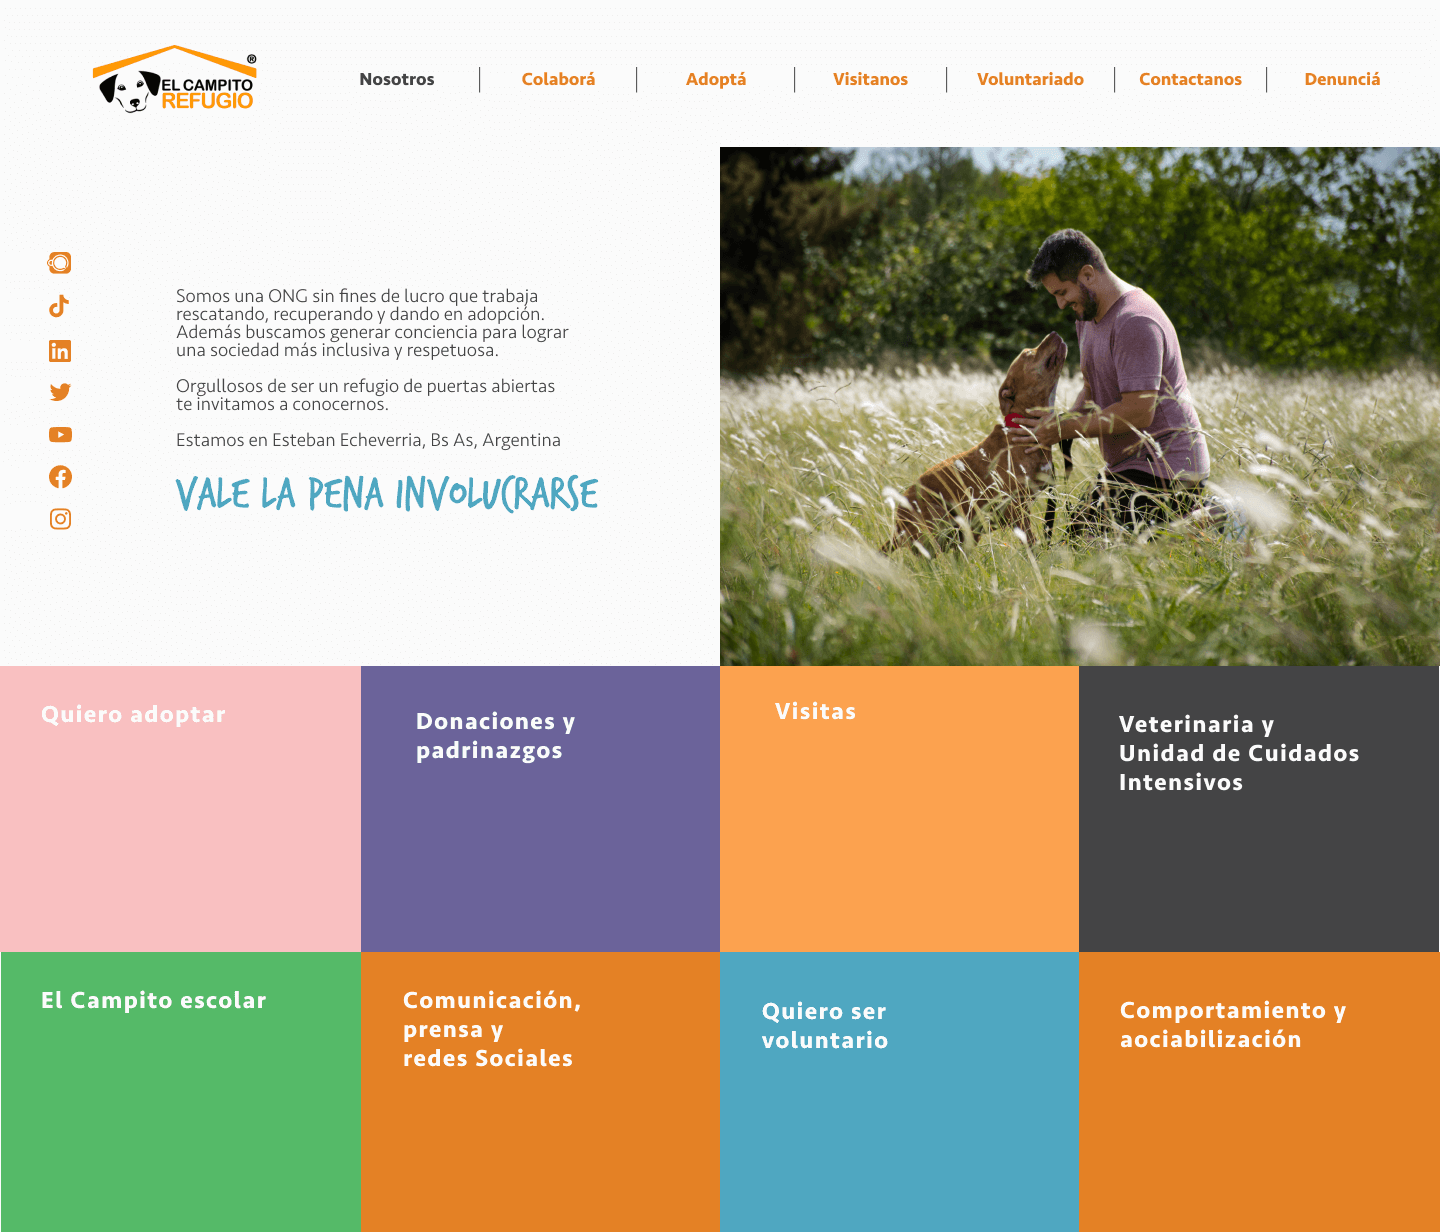 EL CAMPITO
REFUGIO
®
Nosotros
Colaborá
Adoptá
Visitanos
Voluntariado
Contactanos
Denunciá
Somos una ONG sin fines de lucro que trabaja
rescatando, recuperando y dando en adopción.
Además buscamos generar conciencia para lograr
una sociedad más inclusiva y respetuosa.
Orgullosos de ser un refugio de puertas abiertas
te invitamos a conocernos.
Estamos en Esteban Echeverria, Bs As, Argentina
VALE LA PENA INVOLUCRARSE
Quiero adoptar
Donaciones y
padrinazgos
Visitas
Veterinaria y
Unidad de Cuidados
Intensivos
El Campito escolar
Comunicación,
prensa y
redes Sociales
Quiero ser
voluntario
Comportamiento y
aociabilización